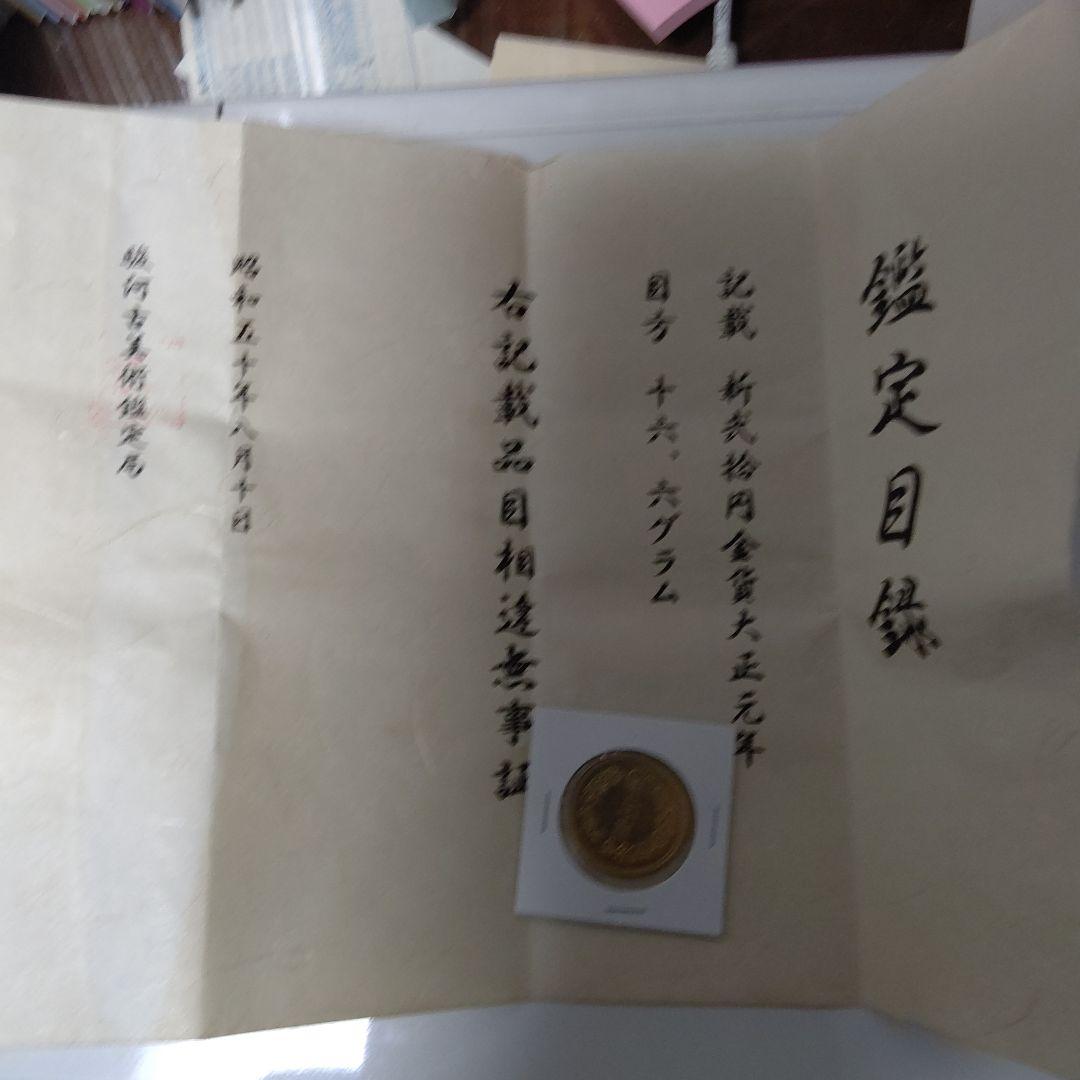 鑑定目録
記載 新弐拾円金貨大正元年
目方 十六、六グラム
右記載品目相違無事証
昭和五十年八月十日
駿河古美術鑑定局